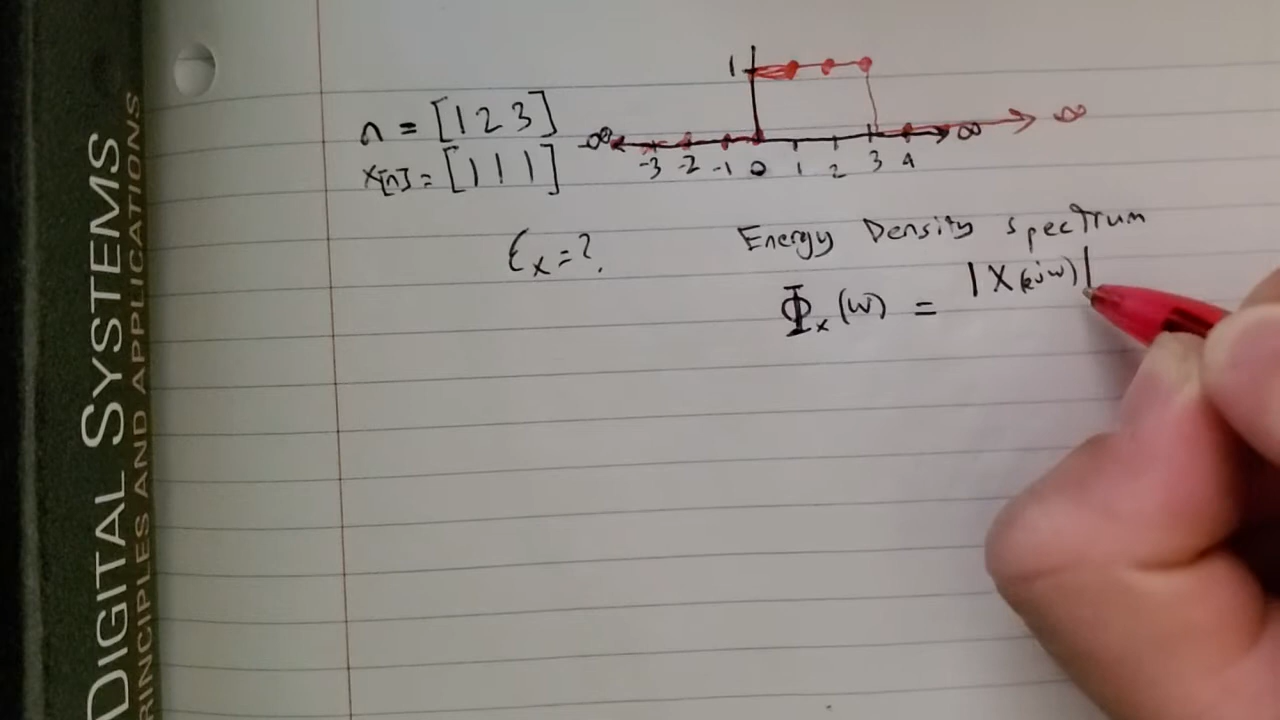 DIGITAL SYSTEMS
PRINCIPLES AND APPLICATIONS
n = [1 2 3]
x[n] = [1 1 1]
1
-∞ ∞ ∞
-3 -2 -1 0 1 2 3 4
Ex = ?
Energy Density spectrum
Φx(w) = |X(ejw)|